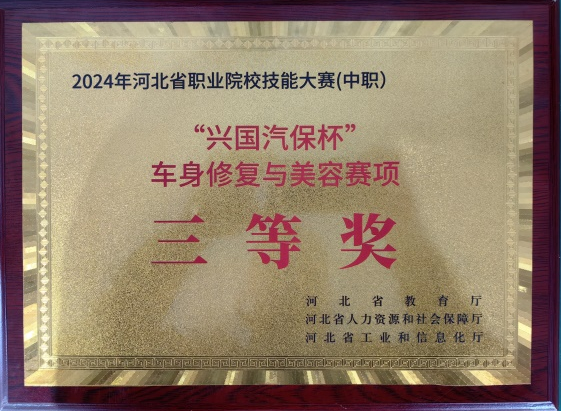 2024年河北省职业院校技能大赛(中职)
“兴国汽保杯”
车身修复与美容赛项
三等奖
河北省教育厅
河北省人力资源和社会保障厅
河北省工业和信息化厅